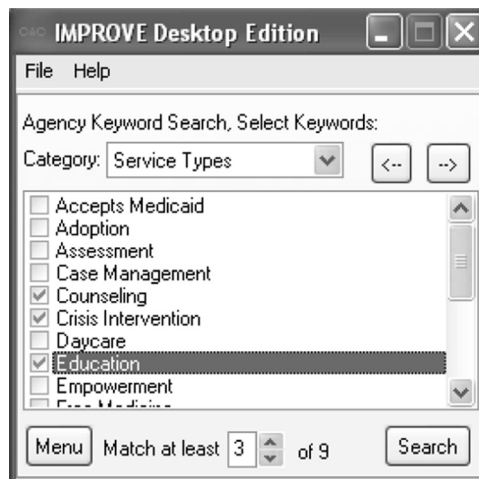 IMPROVE Desktop Edition
File Help
Agency Keyword Search, Select Keywords:
Category: Service Types <-- -->
Accepts Medicaid
Adoption
Assessment
Case Management
Counseling
Crisis Intervention
Daycare
Education
Empowerment
Menu Match at least 3 of 9 Search